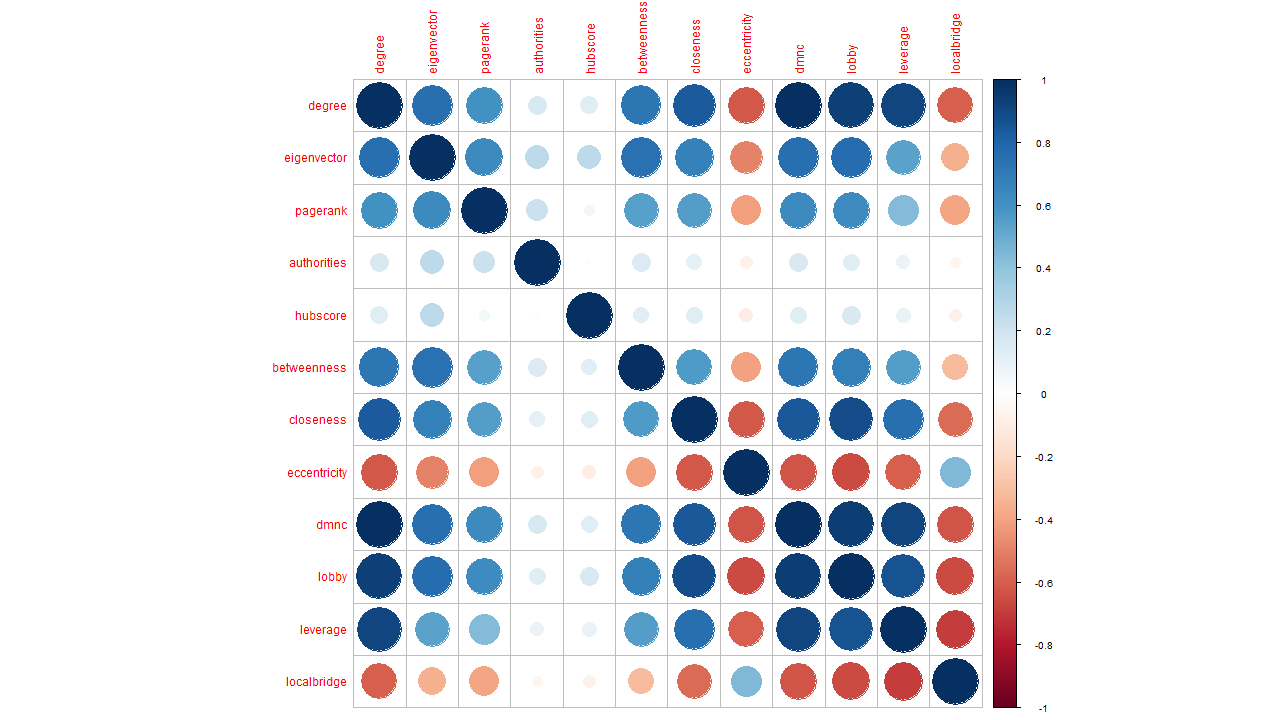 degree
eigenvector
pagerank
authorities
hubscore
betweenness
closeness
eccentricity
dmnc
lobby
leverage
localbridge
degree
eigenvector
pagerank
authorities
hubscore
betweenness
closeness
eccentricity
dmnc
lobby
leverage
localbridge
1
0.8
0.6
0.4
0.2
0
-0.2
-0.4
-0.6
-0.8
-1